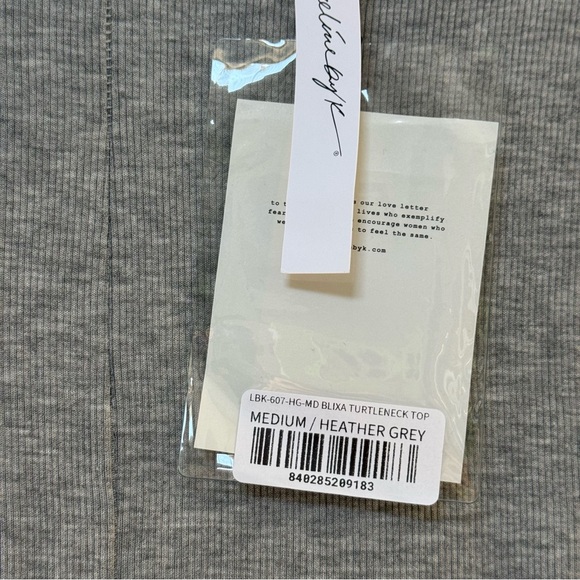 elinebyK®
to t e our love letter
fear lives who exemplify
we encourage women who
to feel the same.
byk.com
LBK-607-HG-MD BLIXA TURTLENECK TOP
MEDIUM / HEATHER GREY
840285209183